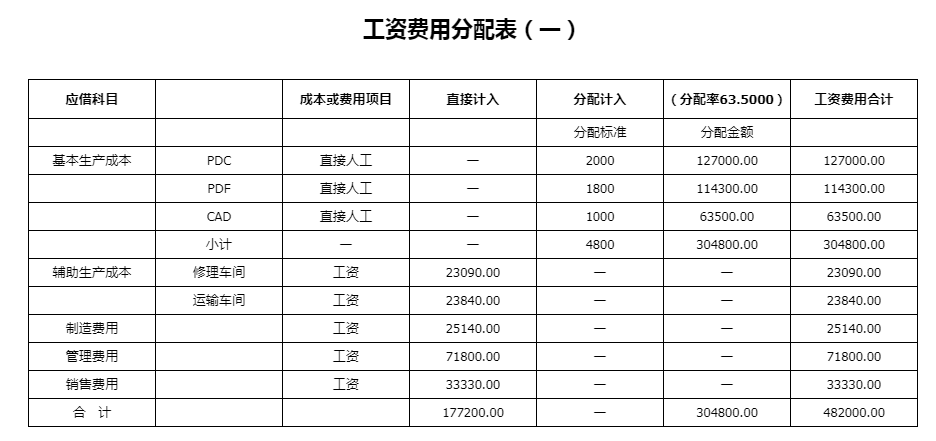 工资费用分配表（一）
应借科目 成本或费用项目 直接计入 分配计入 （分配率63.5000） 工资费用合计
分配标准 分配金额
基本生产成本 PDC 直接人工 — 2000 127000.00 127000.00
PDF 直接人工 — 1800 114300.00 114300.00
CAD 直接人工 — 1000 63500.00 63500.00
小计 — — 4800 304800.00 304800.00
辅助生产成本 修理车间 工资 23090.00 — — 23090.00
运输车间 工资 23840.00 — — 23840.00
制造费用 工资 25140.00 — — 25140.00
管理费用 工资 71800.00 — — 71800.00
销售费用 工资 33330.00 — — 33330.00
合 计 177200.00 — 304800.00 482000.00